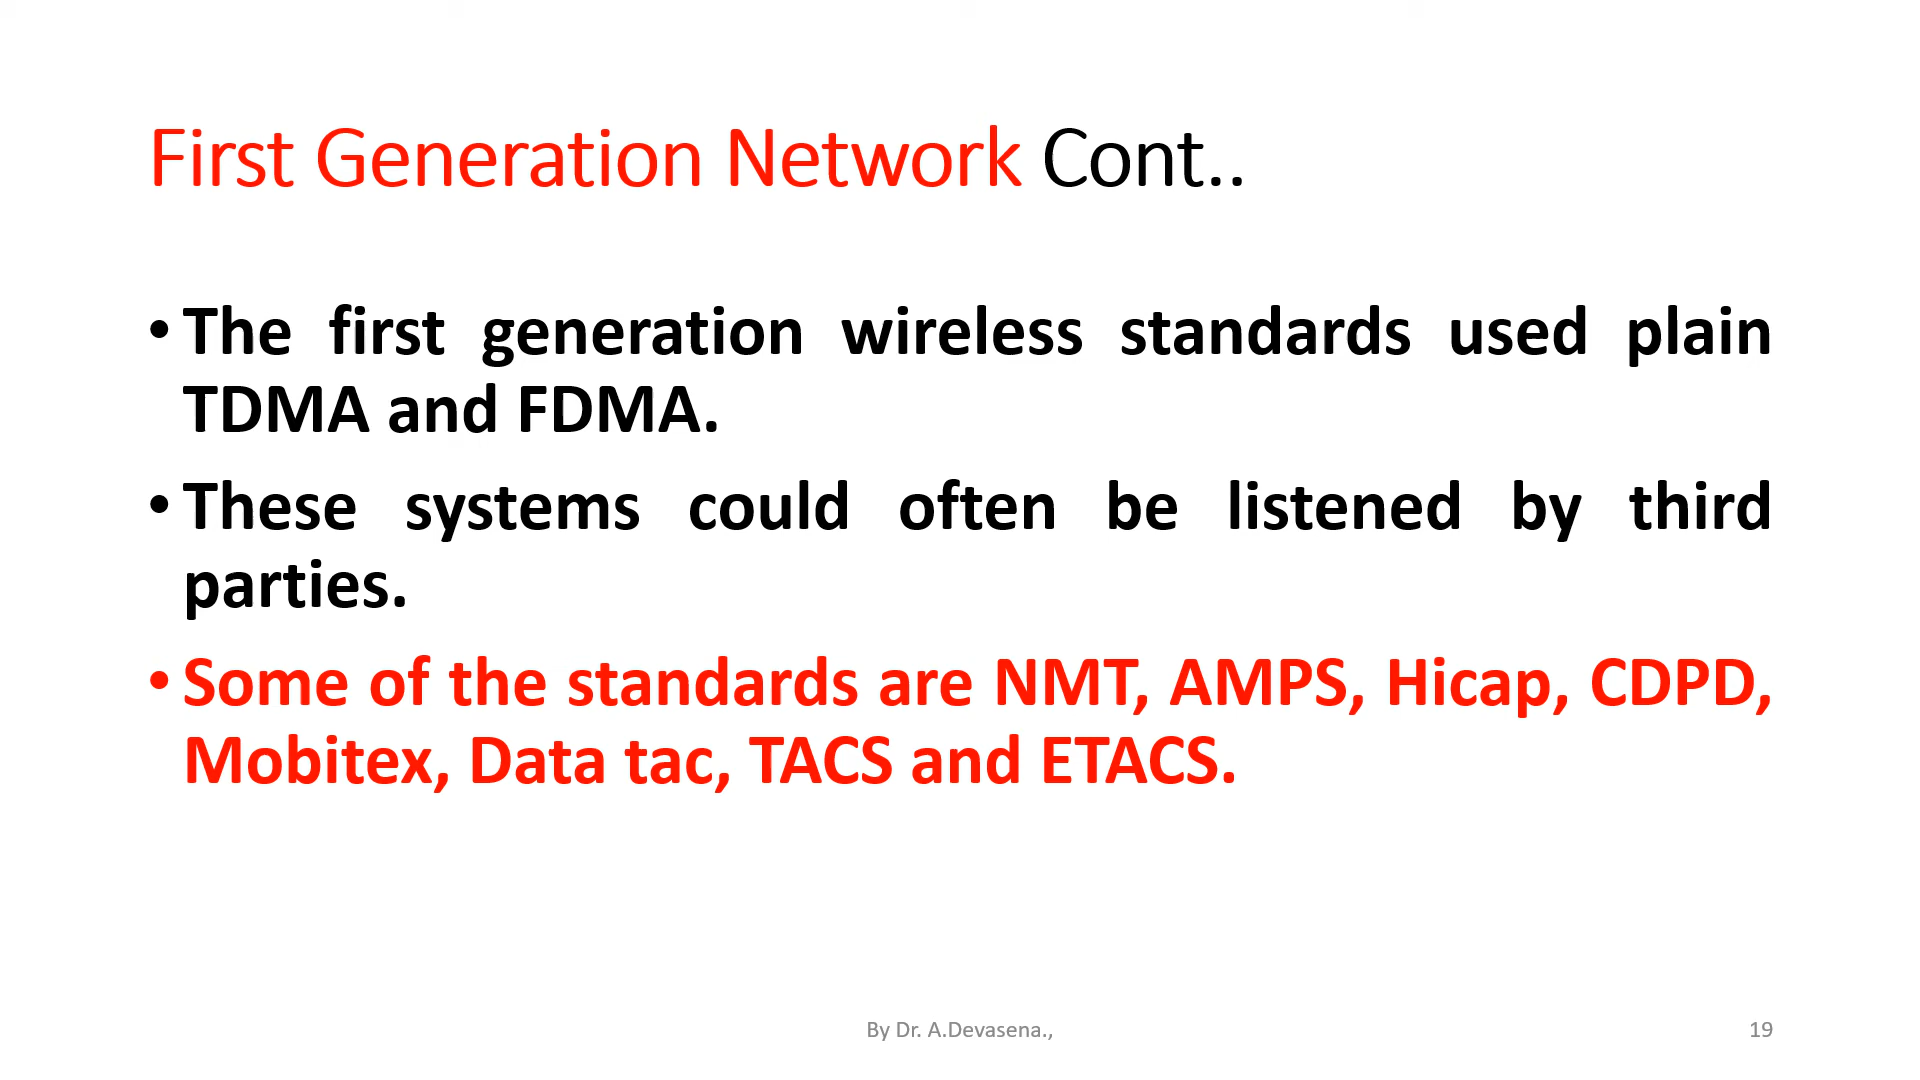 First Generation Network Cont..
• The first generation wireless standards used plain
TDMA and FDMA.
• These systems could often be listened by third
parties.
• Some of the standards are NMT, AMPS, Hicap, CDPD,
Mobitex, Data tac, TACS and ETACS.
By Dr. A.Devasena.,
19